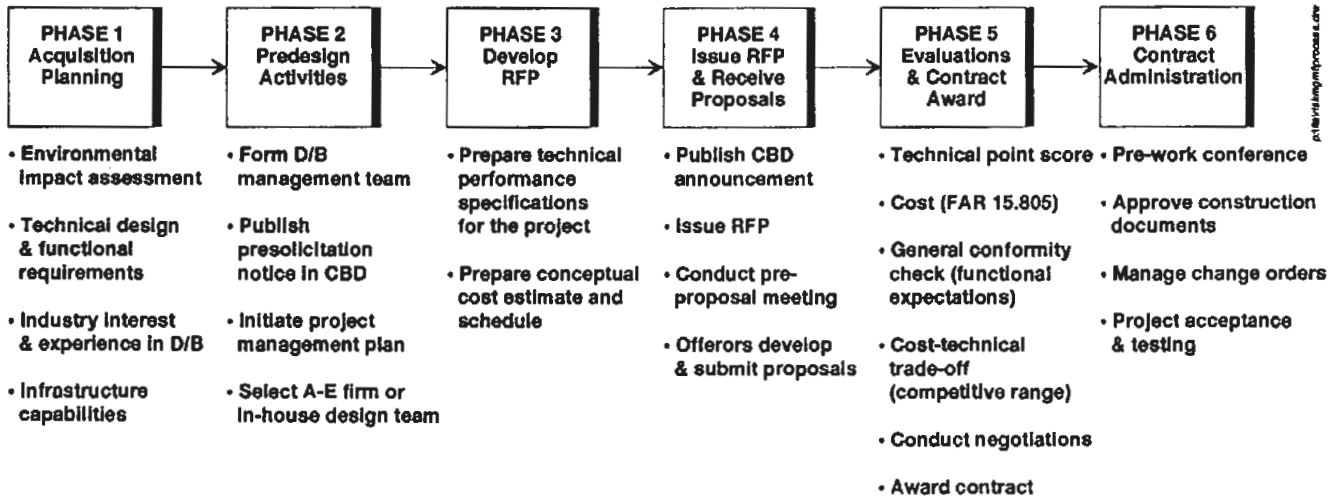 PHASE 1
Acquisition
Planning
PHASE 2
Predesign
Activities
PHASE 3
Develop
RFP
PHASE 4
Issue RFP
& Receive
Proposals
PHASE 5
Evaluations
& Contract
Award
PHASE 6
Contract
Administration
• Environmental
impact assessment
• Technical design
& functional
requirements
• Industry interest
& experience in D/B
• Infrastructure
capabilities
• Form D/B
management team
• Publish
presolicitation
notice in CBD
• Initiate project
management plan
• Select A-E firm or
in-house design team
• Prepare technical
performance
specifications
for the project
• Prepare conceptual
cost estimate and
schedule
• Publish CBD
announcement
• Issue RFP
• Conduct pre-
proposal meeting
• Offerors develop
& submit proposals
• Technical point score
• Cost (FAR 15.805)
• General conformity
check (functional
expectations)
• Cost-technical
trade-off
(competitive range)
• Conduct negotiations
• Award contract
• Pre-work conference
• Approve construction
documents
• Manage change orders
• Project acceptance
& testing